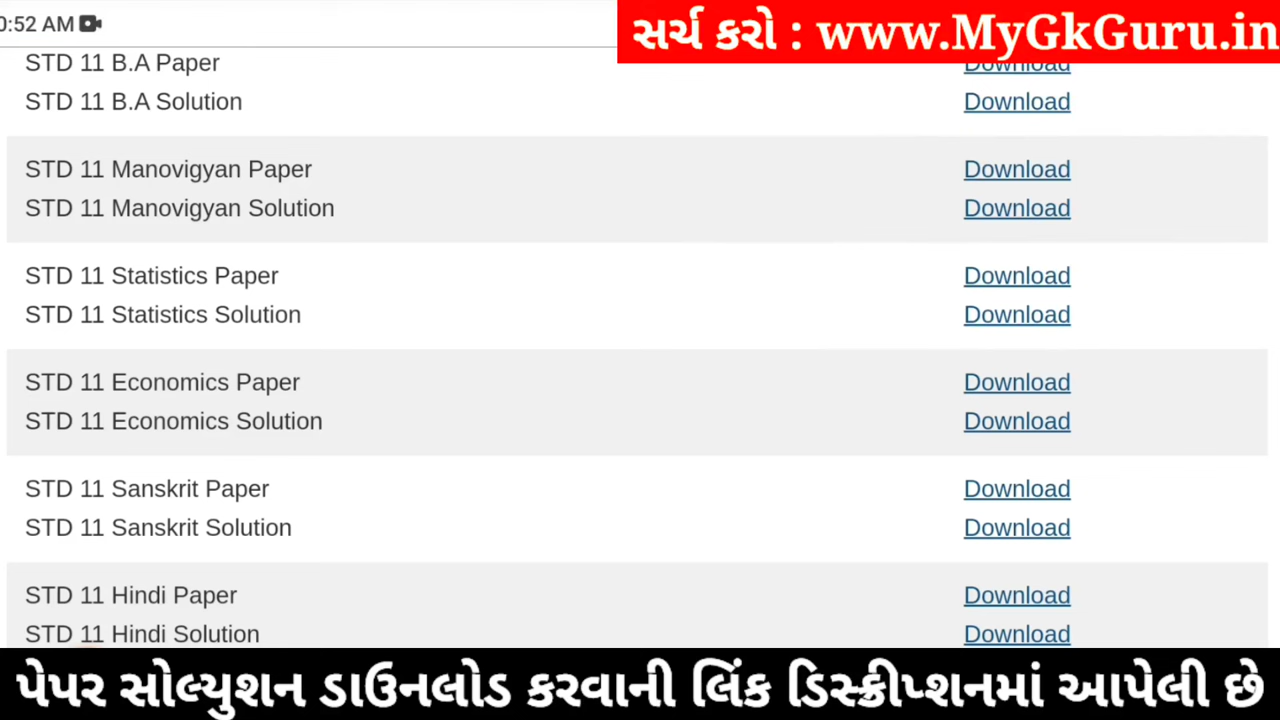 0:52 AM
સર્ચ કરો : www.MyGkGuru.in
STD 11 B.A Paper Download
STD 11 B.A Solution Download
STD 11 Manovigyan Paper Download
STD 11 Manovigyan Solution Download
STD 11 Statistics Paper Download
STD 11 Statistics Solution Download
STD 11 Economics Paper Download
STD 11 Economics Solution Download
STD 11 Sanskrit Paper Download
STD 11 Sanskrit Solution Download
STD 11 Hindi Paper Download
STD 11 Hindi Solution Download
પેપર સોલ્યુશન ડાઉનલોડ કરવાની લિંક ડિસ્ક્રીપ્શનમાં આપેલી છે